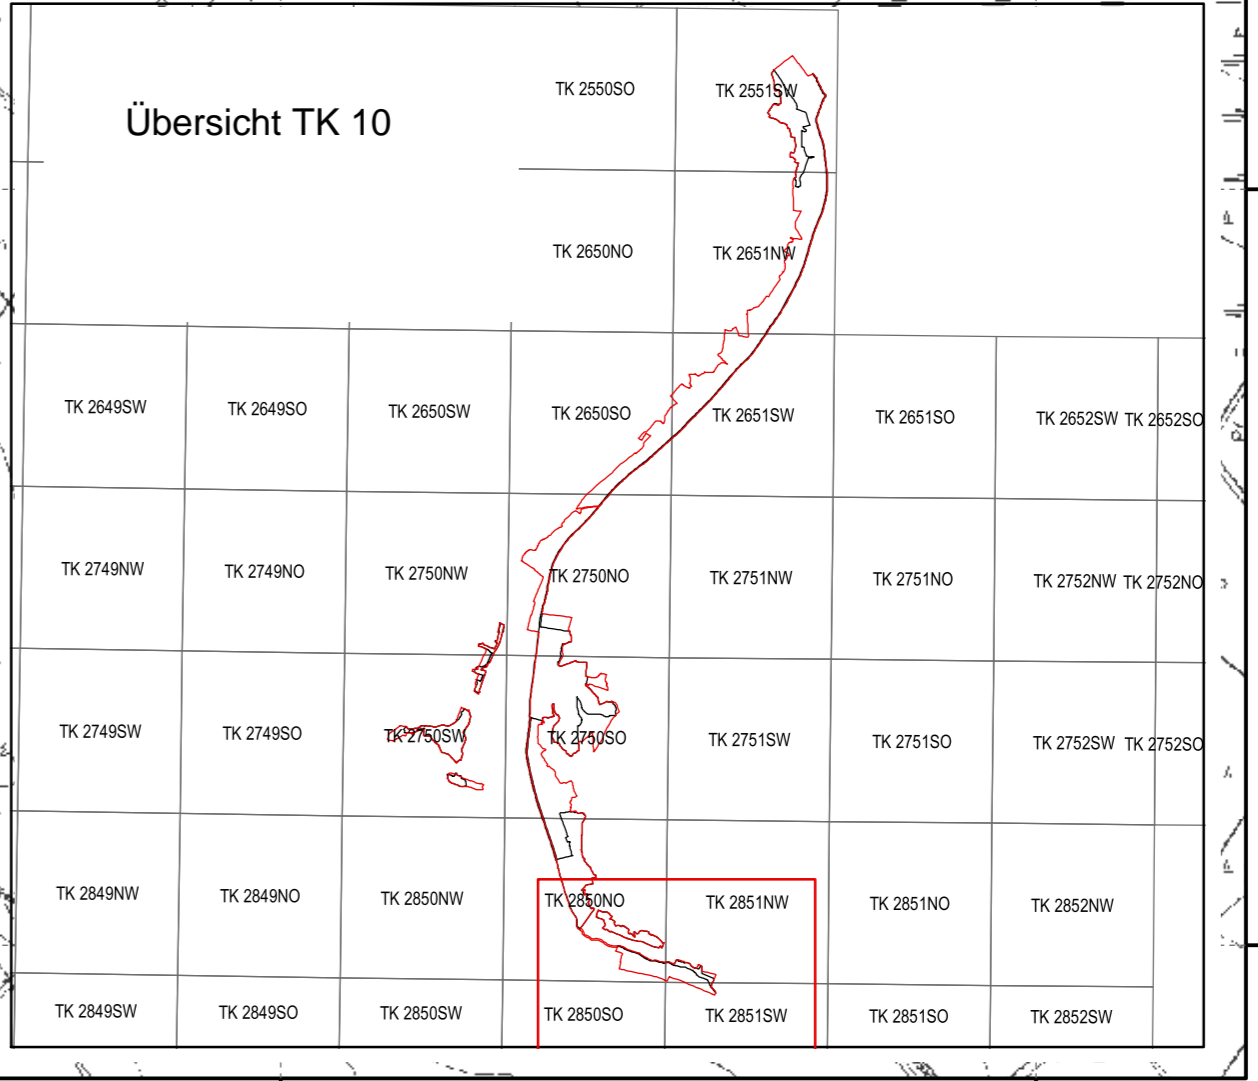 TK 2550SO TK 2551SW
Übersicht TK 10
TK 2650NO TK 2651NW
TK 2649SW TK 2649SO TK 2650SW TK 2650SO TK 2651SW TK 2651SO TK 2652SW TK 2652SO
TK 2749NW TK 2749NO TK 2750NW TK 2750NO TK 2751NW TK 2751NO TK 2752NW TK 2752NO
TK 2749SW TK 2749SO TK 2750SW TK 2750SO TK 2751SW TK 2751SO TK 2752SW TK 2752SO
TK 2849NW TK 2849NO TK 2850NW TK 2850NO TK 2851NW TK 2851NO TK 2852NW
TK 2849SW TK 2849SO TK 2850SW TK 2850SO TK 2851SW TK 2851SO TK 2852SW